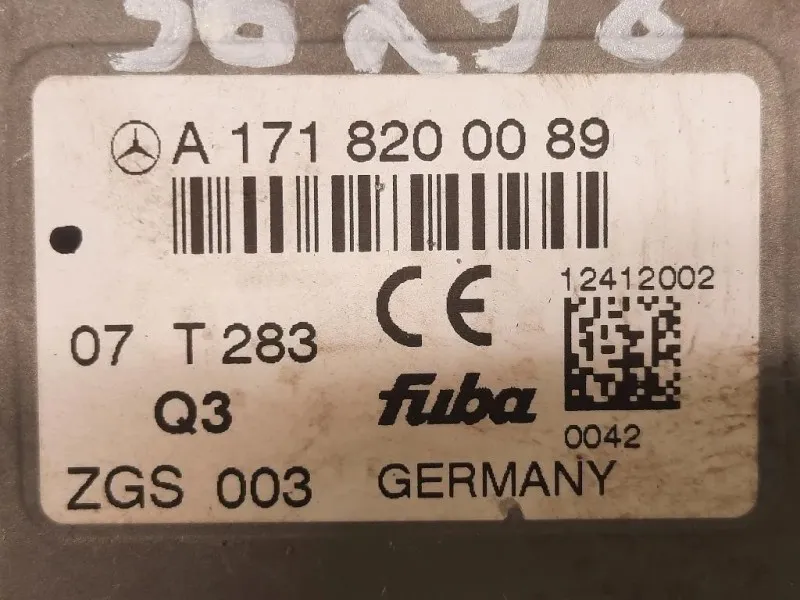 A 171 820 00 89
12412002
07 T 283
Q3
fuba
0042
ZGS 003
GERMANY
CE